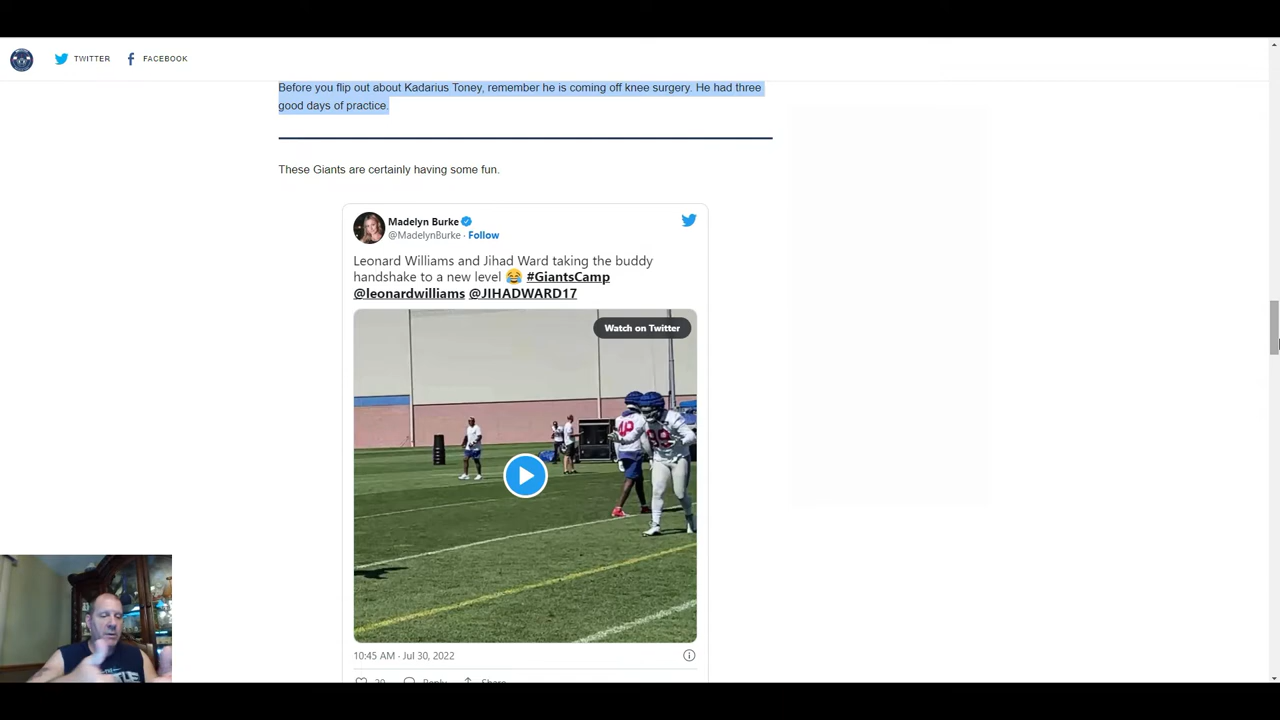 TWITTER FACEBOOK
Before you flip out about Kadarius Toney, remember he is coming off knee surgery. He had three
good days of practice.
These Giants are certainly having some fun.
Madelyn Burke
@MadelynBurke · Follow
Leonard Williams and Jihad Ward taking the buddy
handshake to a new level 😂 #GiantsCamp
@leonardwilliams @JIHADWARD17
Watch on Twitter
10:45 AM · Jul 30, 2022
Reply Share